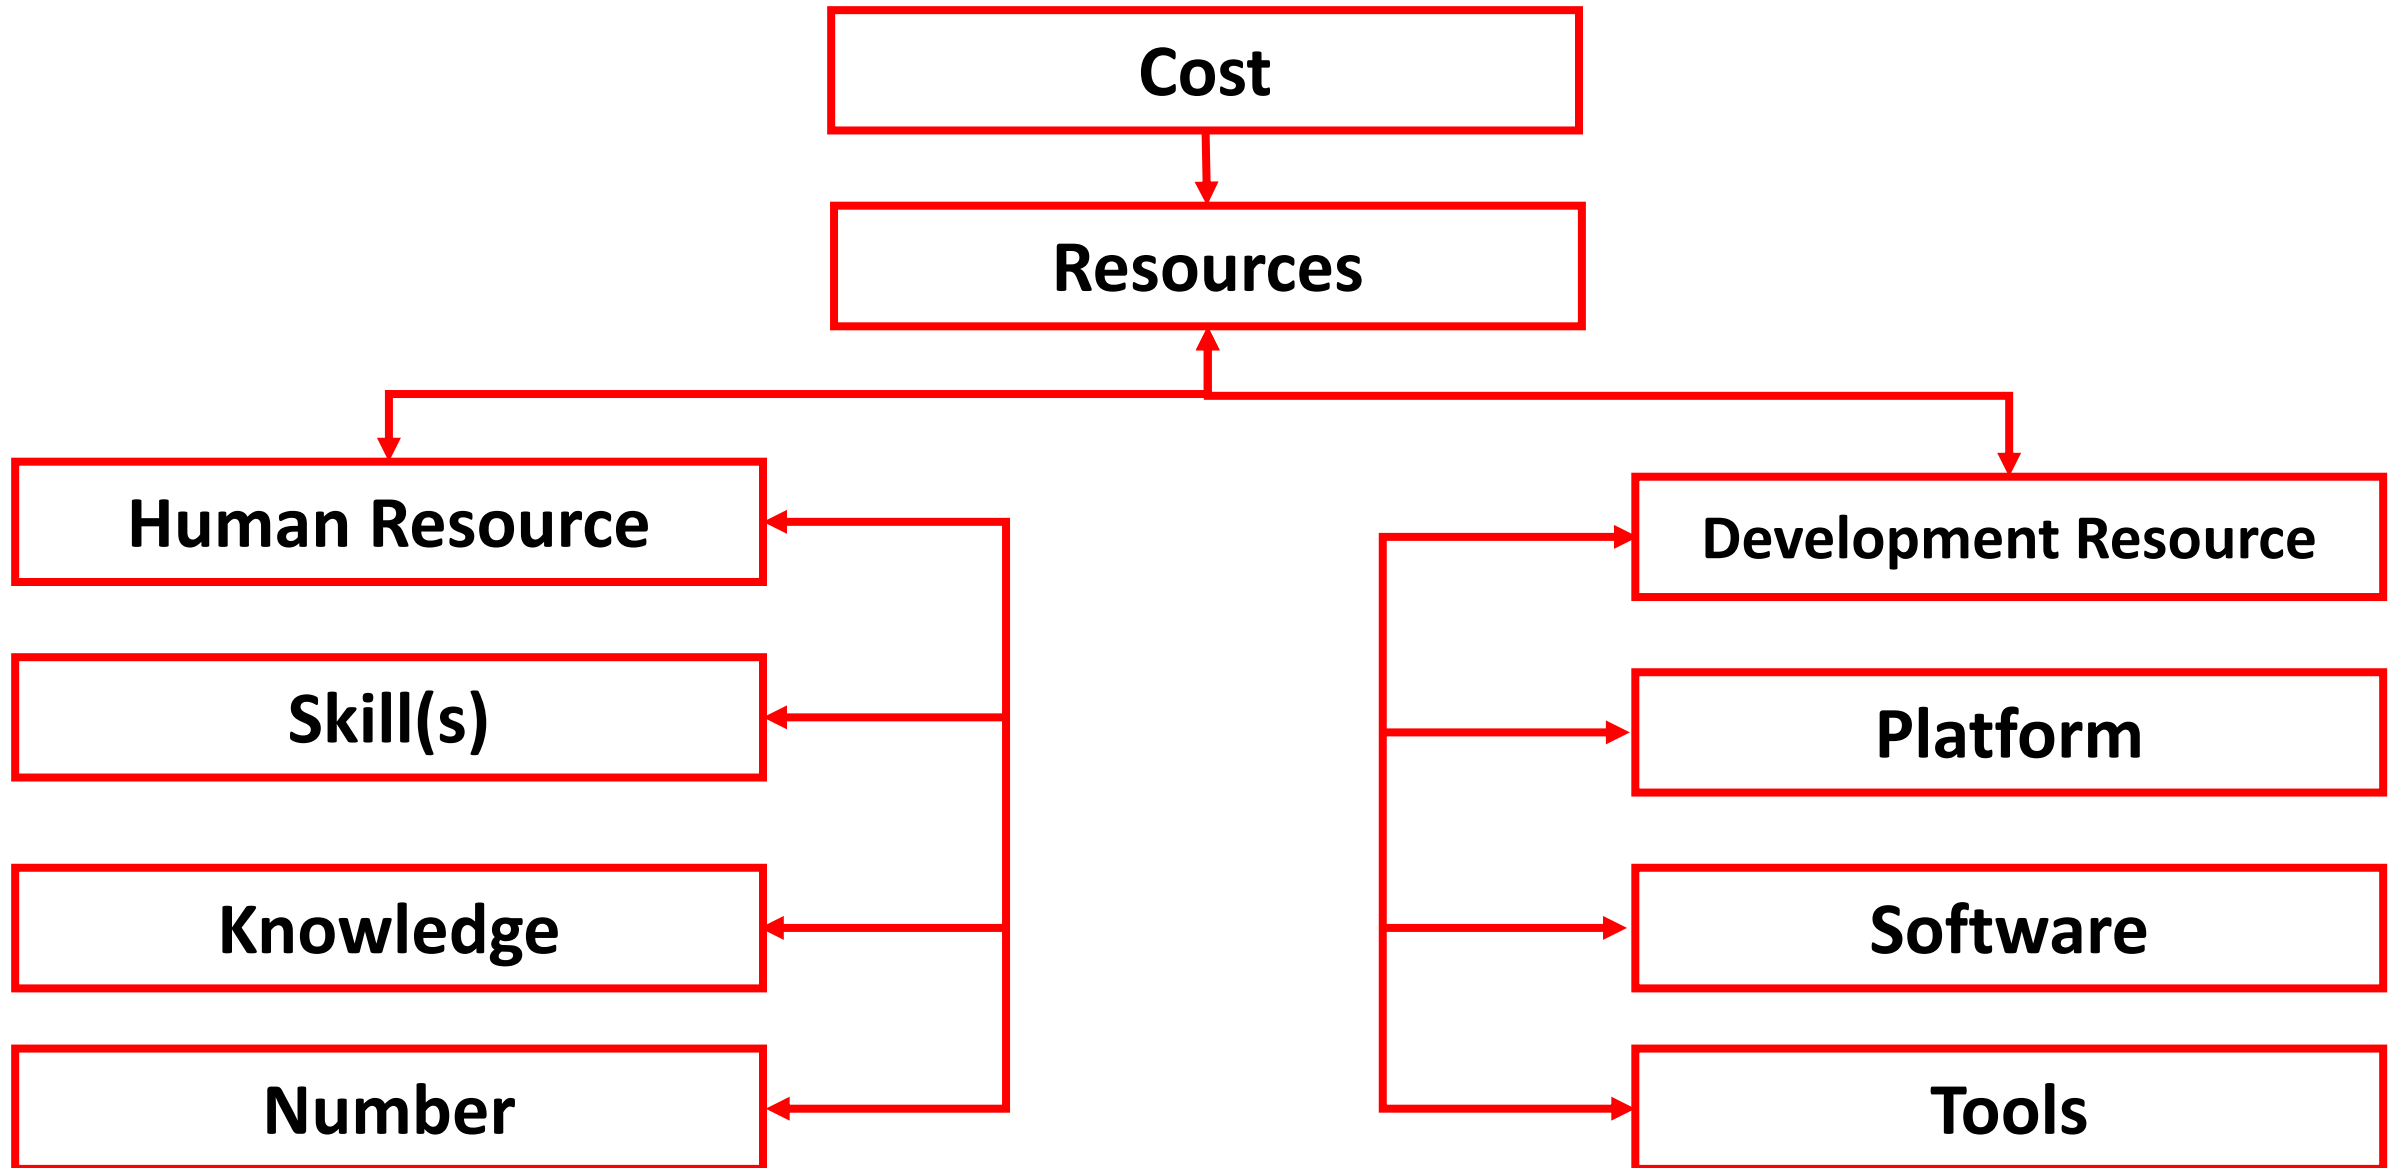 Cost
Resources
Human Resource
Development Resource
Skill(s)
Platform
Knowledge
Software
Number
Tools